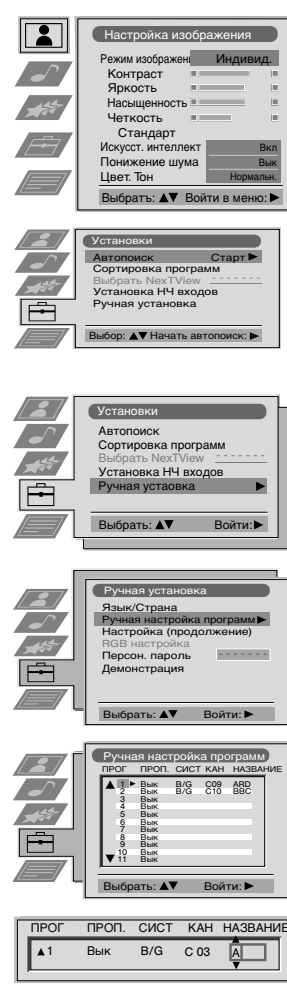 Настройка изображения
Режим изображен Индивид.
Контраст
Яркость
Насыщенность
Четкость
Стандарт
Искусст. интеллект Вкл
Понижение шума Вык
Цвет. Тон Нормальн.
Выбрать: ▲▼ Войти в меню: ▶
Установки
Автопоиск Старт ▶
Сортировка программ
Выбрать NexTView - - - - - - -
Установка НЧ входов
Ручная установка
Выбор: ▲▼ Начать автопоиск: ▶
Установки
Автопоиск
Сортировка программ
Выбрать NexTView - - - - - - -
Установка НЧ входов
Ручная устаовка ▶
Выбрать: ▲▼ Войти: ▶
Ручная установка
Язык/Страна
Ручная настройка программ ▶
Настройка (продолжение)
RGB настройка
Персон. пароль - - - - - - -
Демонстрация
Выбрать: ▲▼ Войти: ▶
Ручная настройка программ
ПРОГ ПРОП. СИСТ КАН НАЗВАНИЕ
▲ 1 ▶ Вык B/G C09 ARD
2 Вык B/G C10 BBC
3 Вык
4 Вык
5 Вык
6 Вык
7 Вык
8 Вык
9 Вык
10 Вык
▼ 11 Вык
Выбрать: ▲▼ Войти: ▶
ПРОГ ПРОП. СИСТ КАН НАЗВАНИЕ
▲1 Вык B/G C 03 A